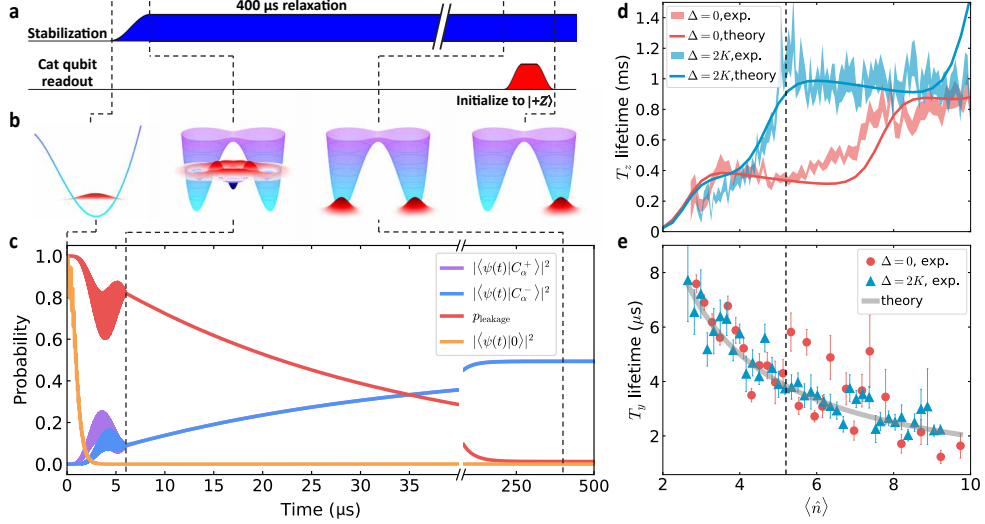 a
400 μs relaxation
Stabilization
Cat qubit
readout
Initialize to |+Z⟩
b
c
Probability
1.0
0.8
0.6
0.4
0.2
0.0
|⟨ψ(t)|C_α^+⟩|²
|⟨ψ(t)|C_α^-⟩|²
p_leakage
|⟨ψ(t)|0⟩|²
0 5 10 15 20 25 30 35 250 500
Time (μs)
d
T_z lifetime (ms)
1.4
1.2
1
0.8
0.6
0.4
0.2
0
Δ = 0, exp.
Δ = 0, theory
Δ = 2K, exp.
Δ = 2K, theory
e
T_y lifetime (μs)
8
6
4
2
Δ = 0, exp.
Δ = 2K, exp.
theory
2 4 6 8 10
⟨n̂⟩